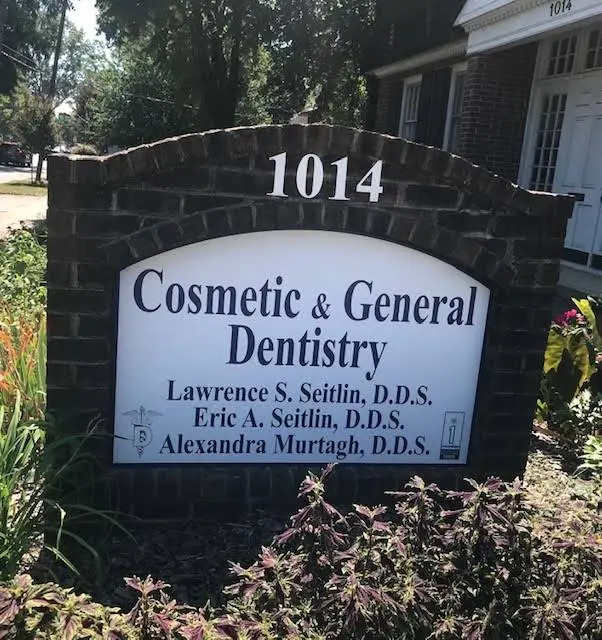 1014
1014
Cosmetic & General
Dentistry
Lawrence S. Seitlin, D.D.S.
Eric A. Seitlin, D.D.S.
Alexandra Murtagh, D.D.S.